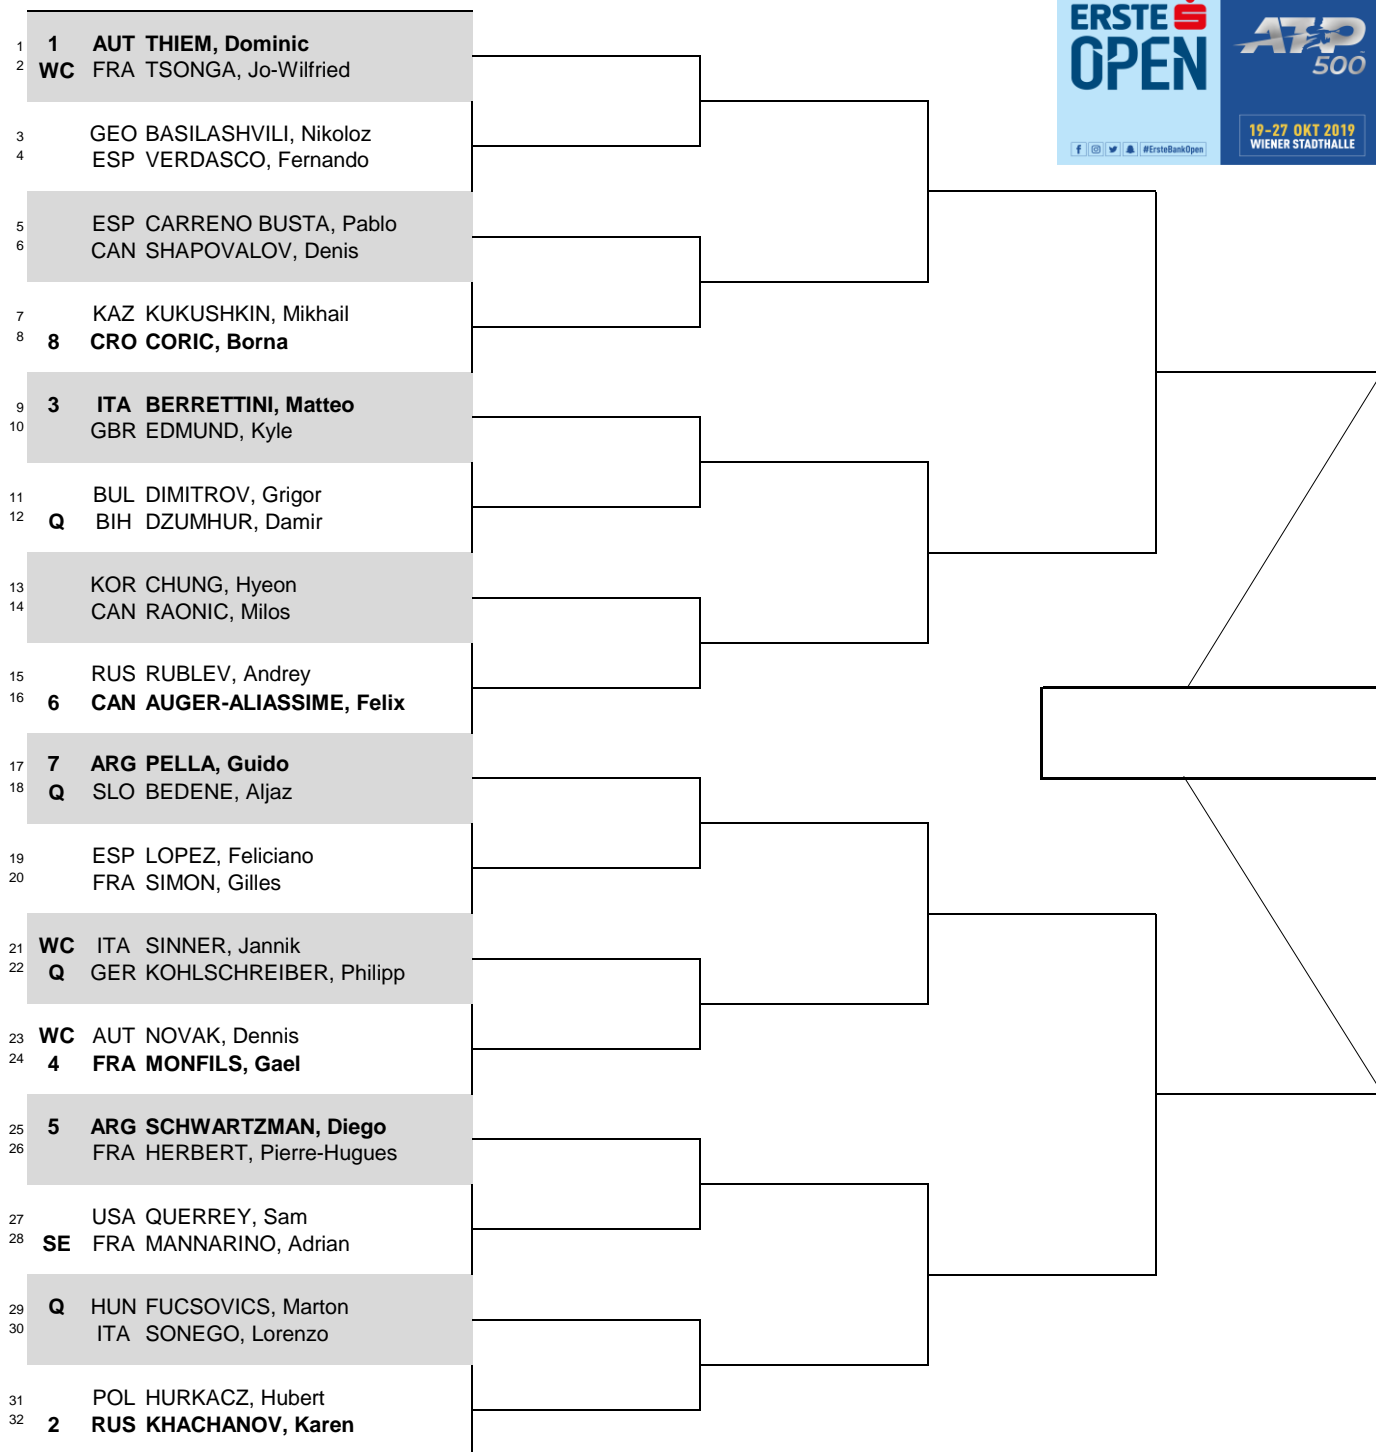 ERSTE S
OPEN
#ErsteBankOpen
ATP
500
19-27 OKT 2019
WIENER STADTHALLE
1 1 AUT THIEM, Dominic
2 WC FRA TSONGA, Jo-Wilfried
3 GEO BASILASHVILI, Nikoloz
4 ESP VERDASCO, Fernando
5 ESP CARRENO BUSTA, Pablo
6 CAN SHAPOVALOV, Denis
7 KAZ KUKUSHKIN, Mikhail
8 8 CRO CORIC, Borna
9 3 ITA BERRETTINI, Matteo
10 GBR EDMUND, Kyle
11 BUL DIMITROV, Grigor
12 Q BIH DZUMHUR, Damir
13 KOR CHUNG, Hyeon
14 CAN RAONIC, Milos
15 RUS RUBLEV, Andrey
16 6 CAN AUGER-ALIASSIME, Felix
17 7 ARG PELLA, Guido
18 Q SLO BEDENE, Aljaz
19 ESP LOPEZ, Feliciano
20 FRA SIMON, Gilles
21 WC ITA SINNER, Jannik
22 Q GER KOHLSCHREIBER, Philipp
23 WC AUT NOVAK, Dennis
24 4 FRA MONFILS, Gael
25 5 ARG SCHWARTZMAN, Diego
26 FRA HERBERT, Pierre-Hugues
27 USA QUERREY, Sam
28 SE FRA MANNARINO, Adrian
29 Q HUN FUCSOVICS, Marton
30 ITA SONEGO, Lorenzo
31 POL HURKACZ, Hubert
32 2 RUS KHACHANOV, Karen